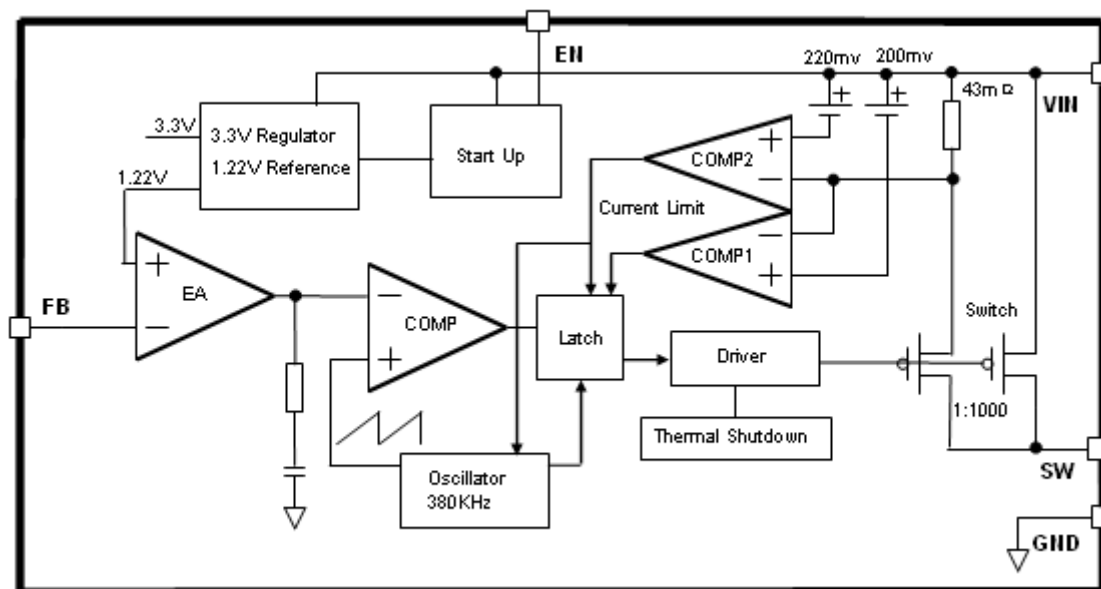 EN
220mv 200mv
43mΩ
VIN
3.3V
3.3V Regulator
1.22V Reference
Start Up
COMP2
1.22V
Current Limit
COMP1
EA
FB
COMP
Latch
Switch
Driver
1:1000
Thermal Shutdown
Oscillator
380KHz
SW
GND